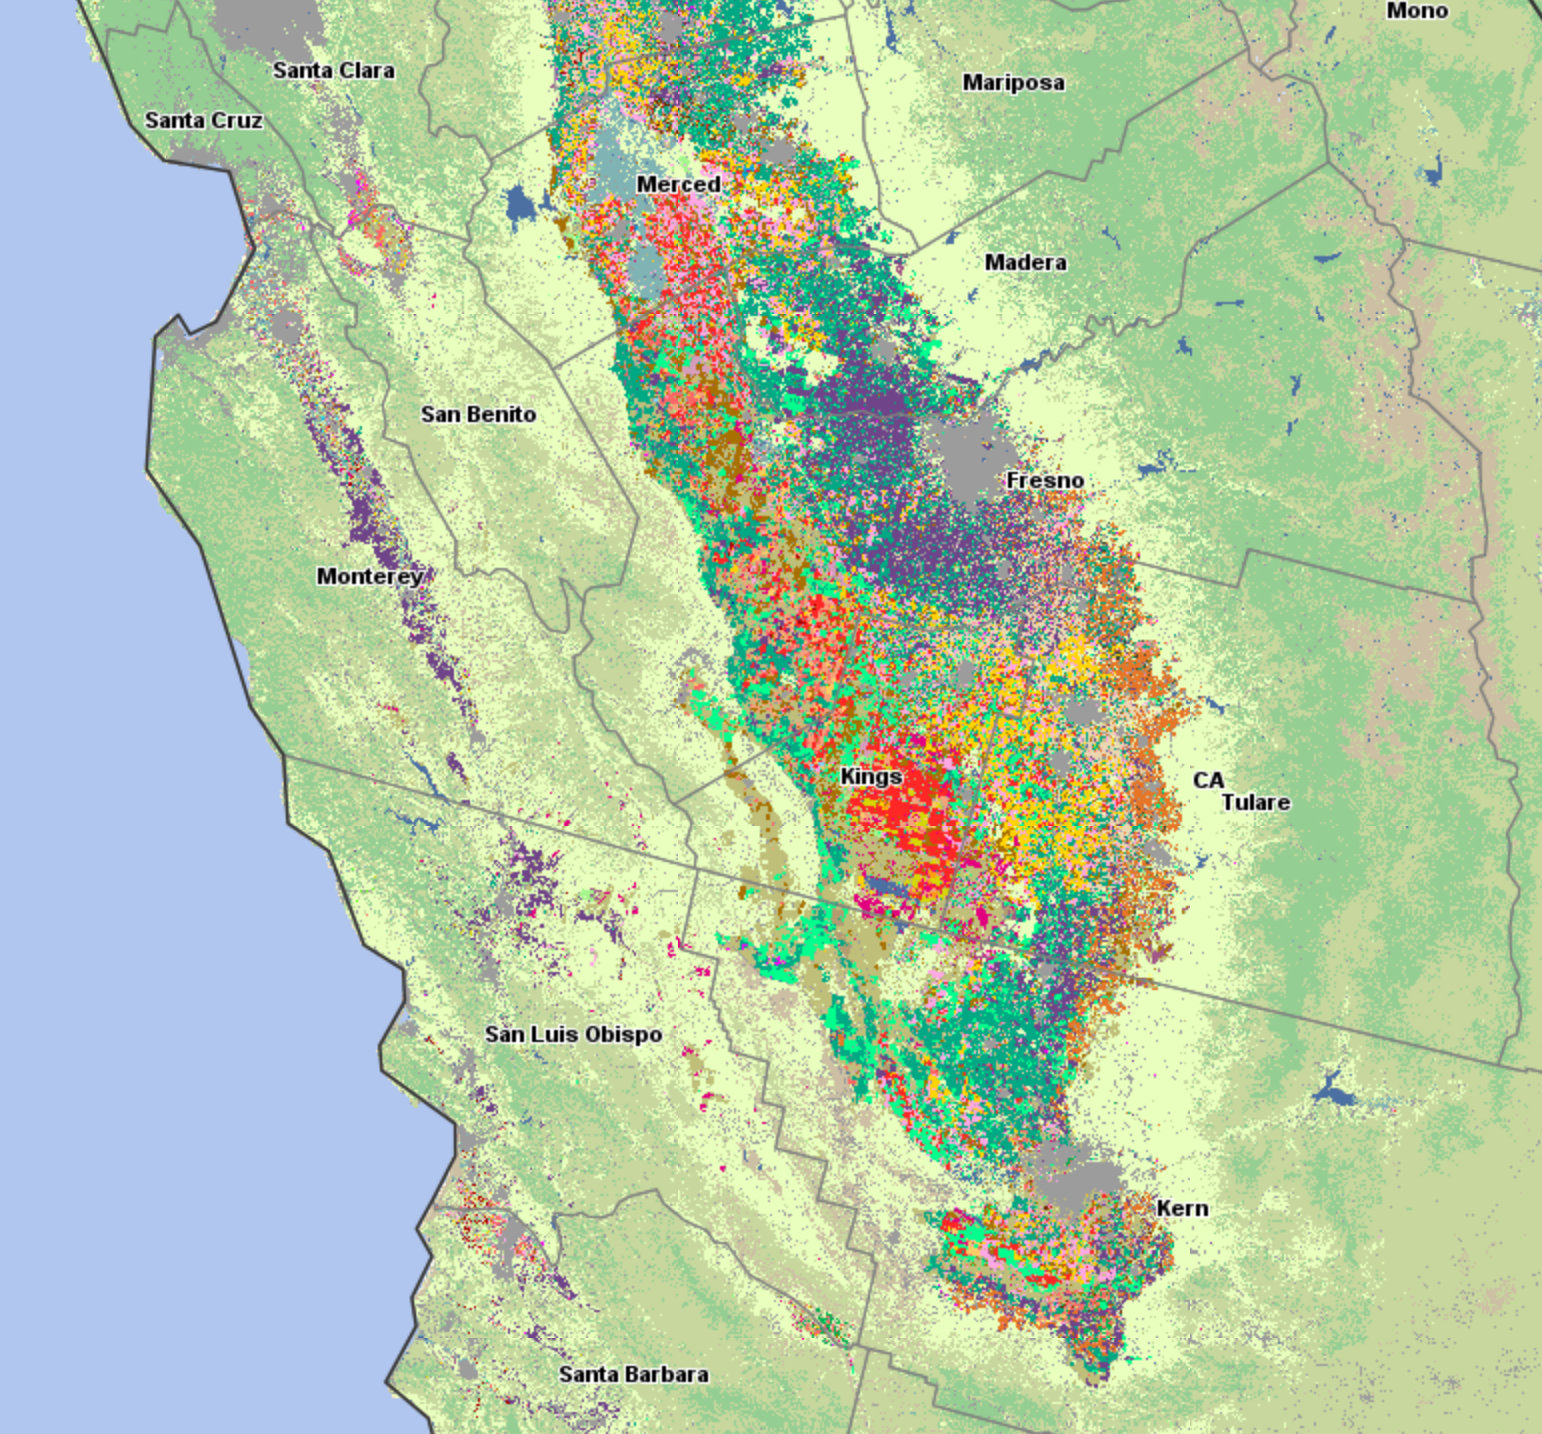 Mono
Santa Clara
Mariposa
Santa Cruz
Merced
Madera
San Benito
Fresno
Monterey
Kings
CA
Tulare
San Luis Obispo
Kern
Santa Barbara